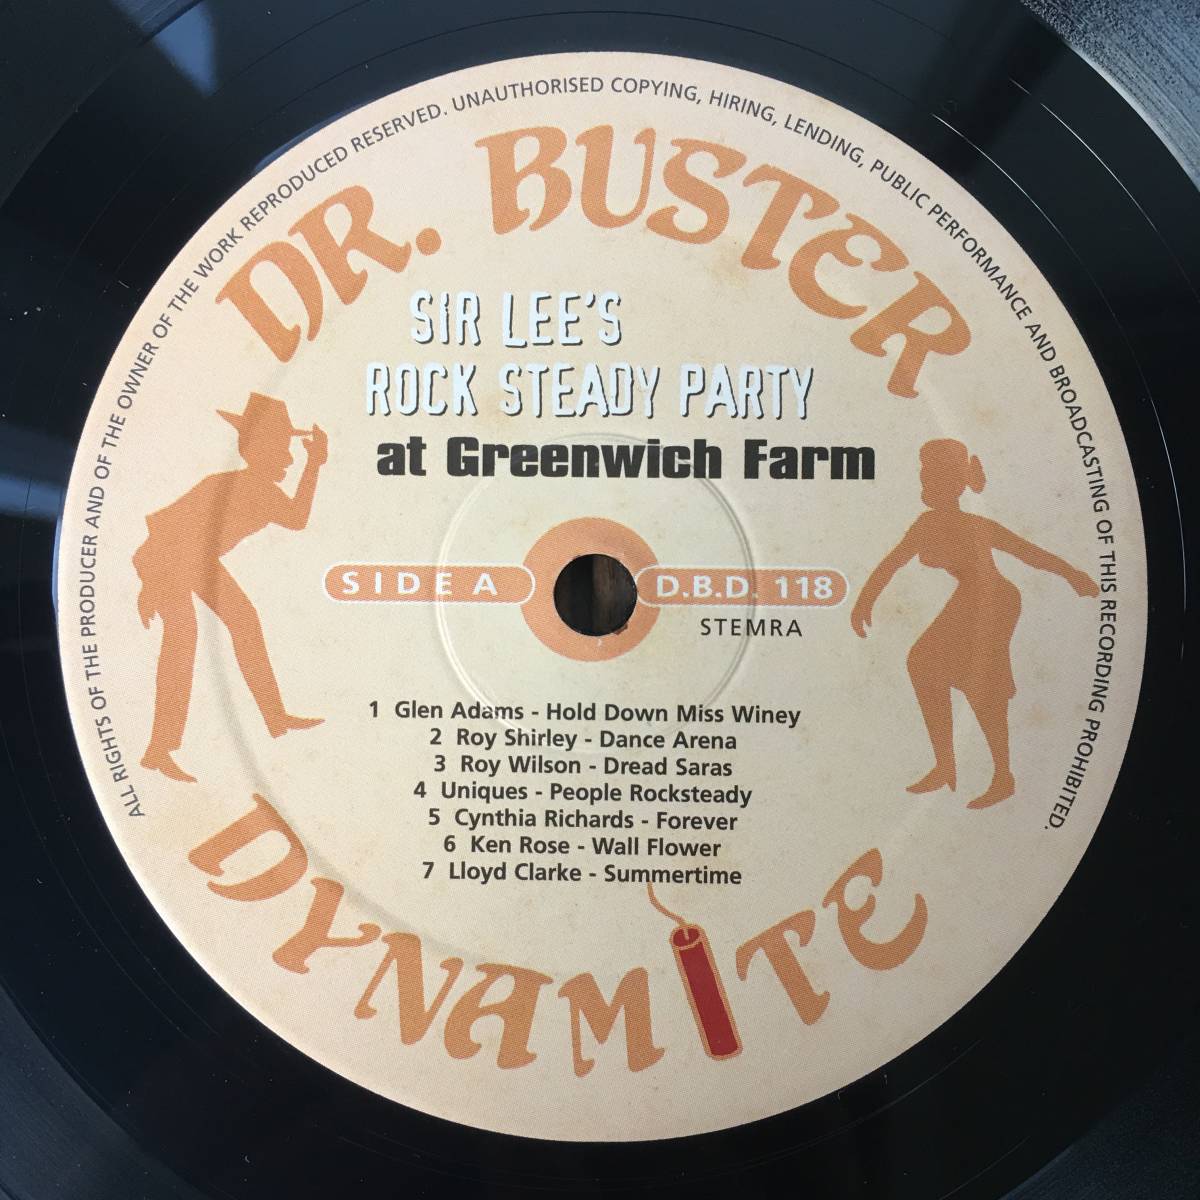 ALL RIGHTS OF THE PRODUCER AND OF THE OWNER OF THE WORK REPRODUCED RESERVED. UNAUTHORISED COPYING, HIRING, LENDING, PUBLIC PERFORMANCE AND BROADCASTING OF THIS RECORDING PROHIBITED.
DR. BUSTER
SIR LEE'S
ROCK STEADY PARTY
at Greenwich Farm
SIDE A D.B.D. 118
STEMRA
1 Glen Adams - Hold Down Miss Winey
2 Roy Shirley - Dance Arena
3 Roy Wilson - Dread Saras
4 Uniques - People Rocksteady
5 Cynthia Richards - Forever
6 Ken Rose - Wall Flower
7 Lloyd Clarke - Summertime
DYNAMITE